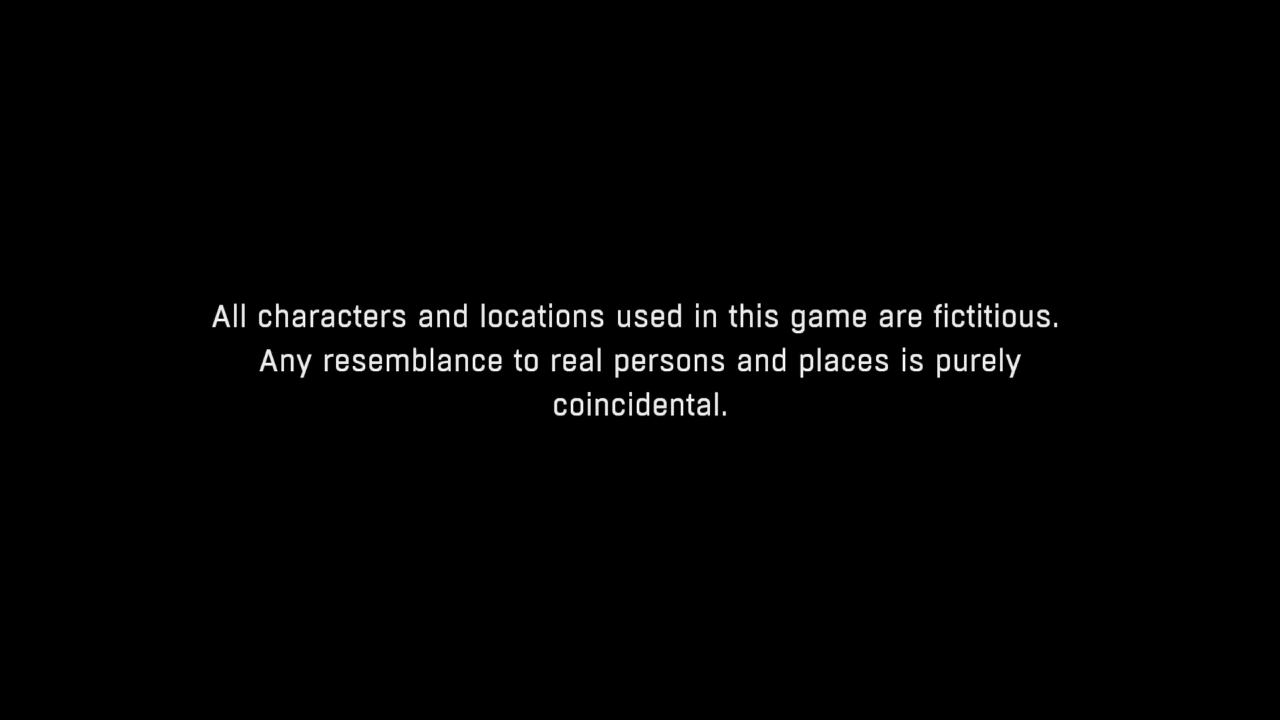 All characters and locations used in this game are fictitious.
Any resemblance to real persons and places is purely
coincidental.